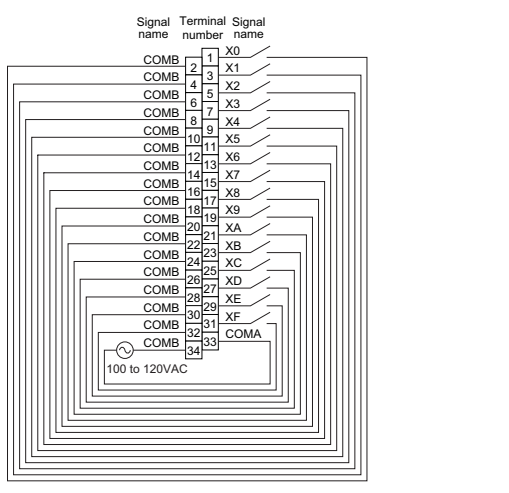 Signal name Terminal number Signal name
1 X0
COMB 2
3 X1
COMB 4
5 X2
COMB 6
7 X3
COMB 8
9 X4
COMB 10
11 X5
COMB 12
13 X6
COMB 14
15 X7
COMB 16
17 X8
COMB 18
19 X9
COMB 20
21 XA
COMB 22
23 XB
COMB 24
25 XC
COMB 26
27 XD
COMB 28
29 XE
COMB 30
31 XF
COMB 32
33 COMA
COMB 34
100 to 120VAC